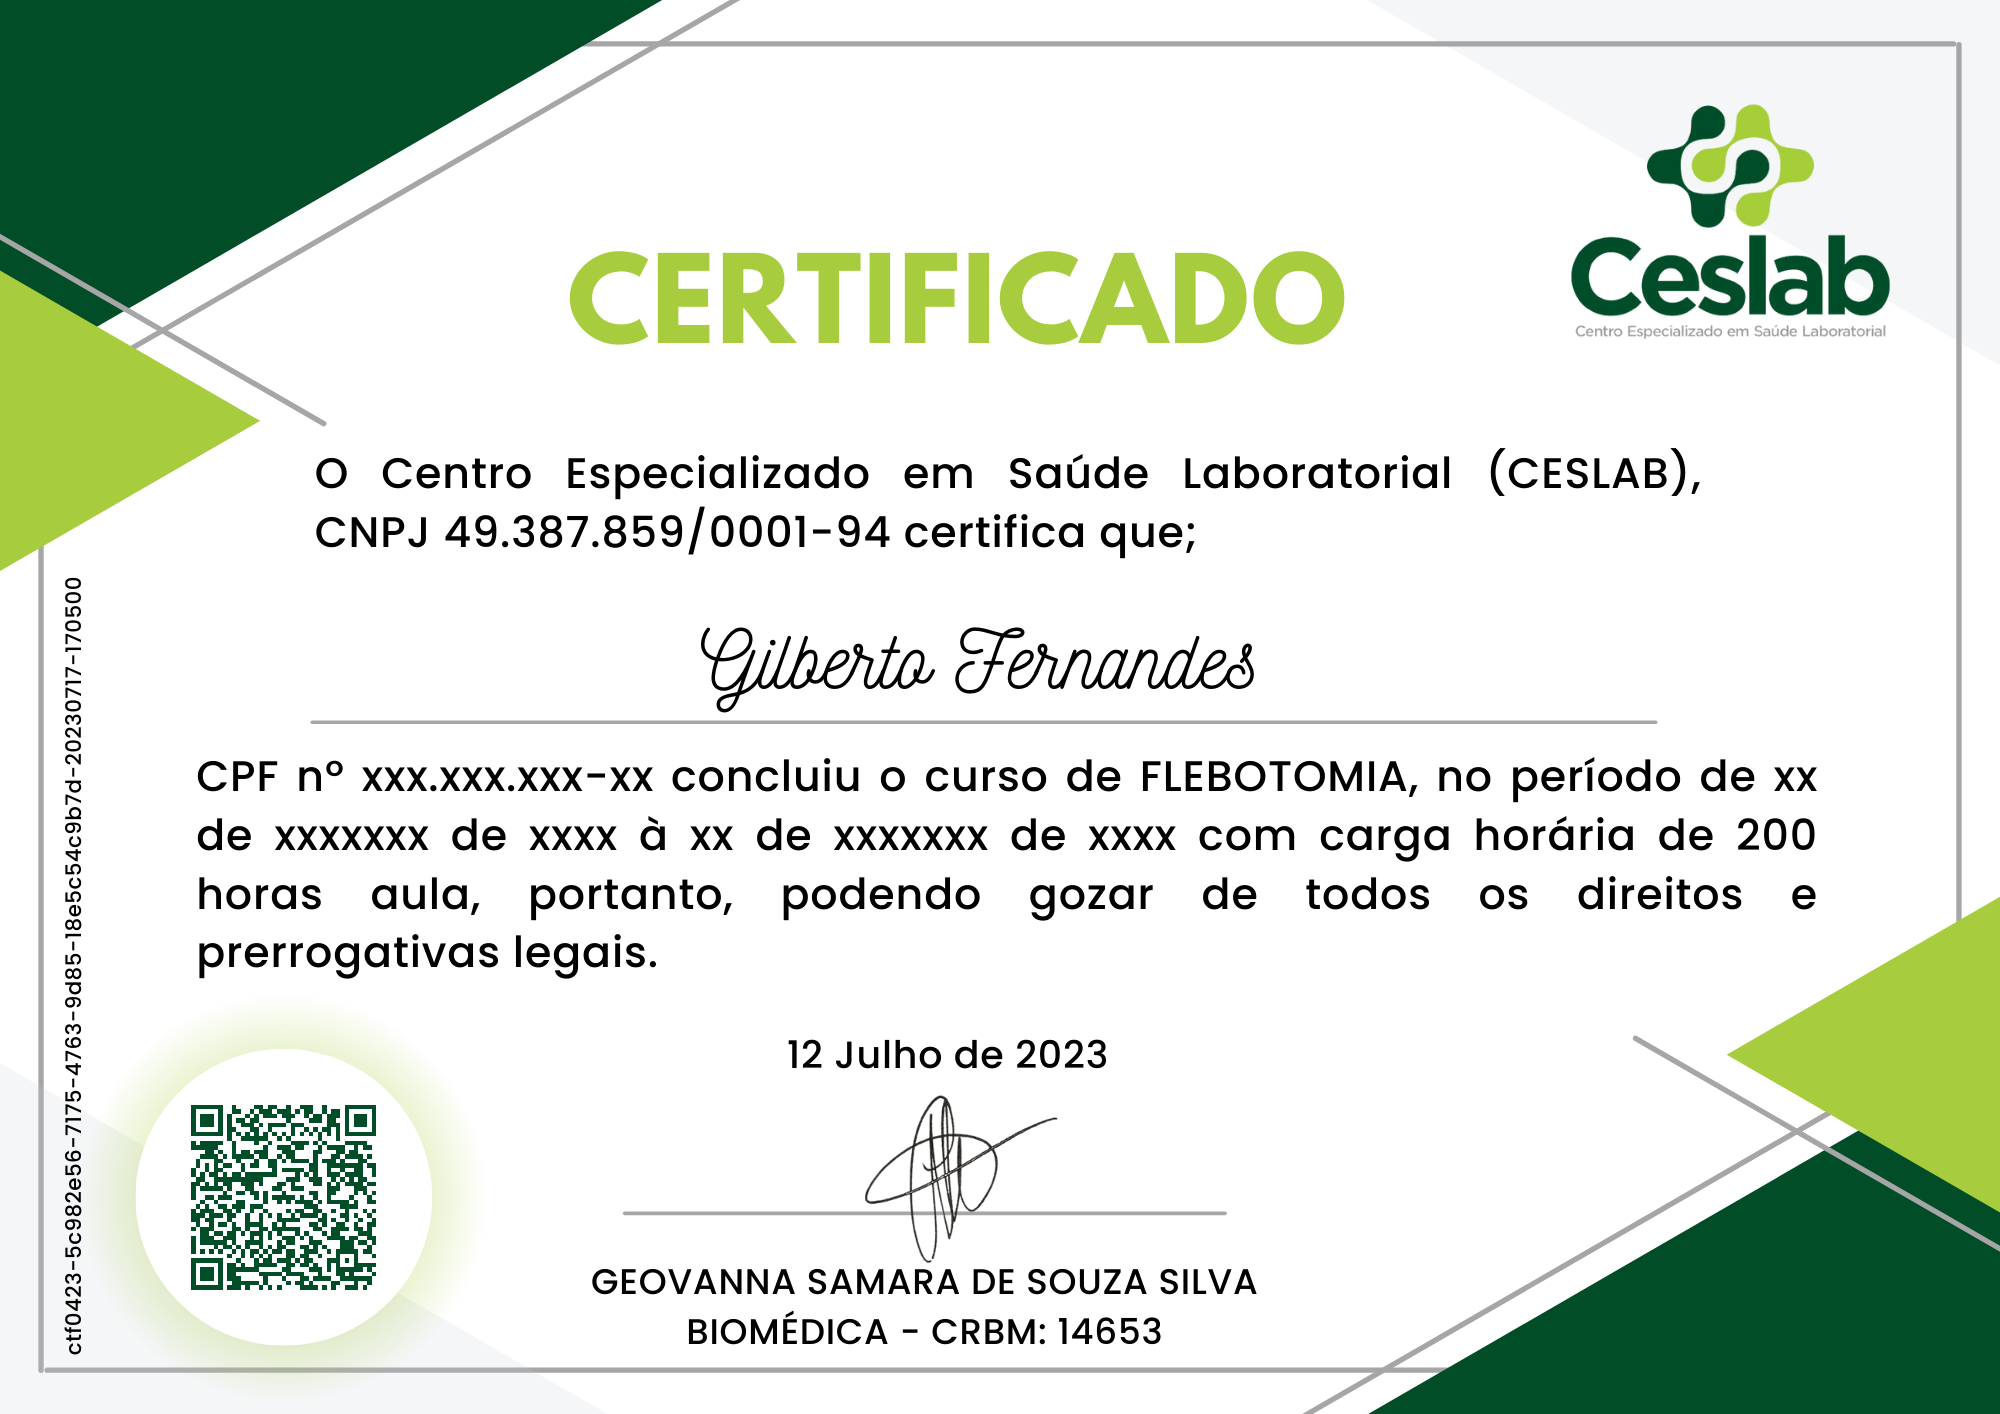 Ceslab
Centro Especializado em Saúde Laboratorial
CERTIFICADO
O Centro Especializado em Saúde Laboratorial (CESLAB),
CNPJ 49.387.859/0001-94 certifica que;
Gilberto Fernandes
CPF nº xxx.xxx.xxx-xx concluiu o curso de FLEBOTOMIA, no período de xx
de xxxxxxx de xxxx à xx de xxxxxxx de xxxx com carga horária de 200
horas aula, portanto, podendo gozar de todos os direitos e
prerrogativas legais.
12 Julho de 2023
GEOVANNA SAMARA DE SOUZA SILVA
BIOMÉDICA - CRBM: 14653
ctf0423-5c982e56-7175-4763-9d85-18e5c54c9b7d-20230717-170500